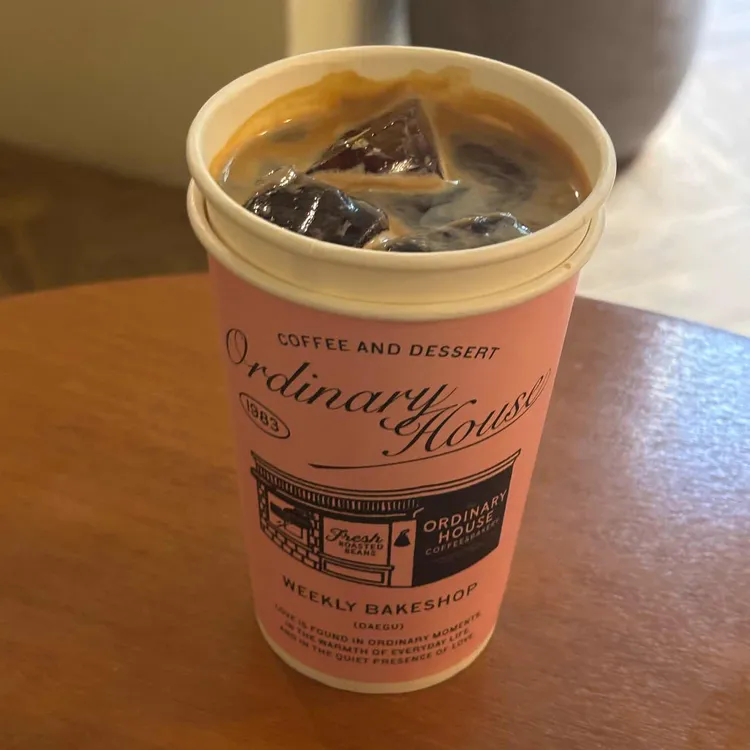 COFFEE AND DESSERT
Ordinary House
1983
Fresh
ROASTED
BEANS
ORDINARY
HOUSE
COFFEE&BAKERY
WEEKLY BAKESHOP
(DAEGU)
LOVE IS FOUND IN ORDINARY MOMENTS
IN THE WARMTH OF EVERYDAY LIFE
AND IN THE QUIET PRESENCE OF LOVE